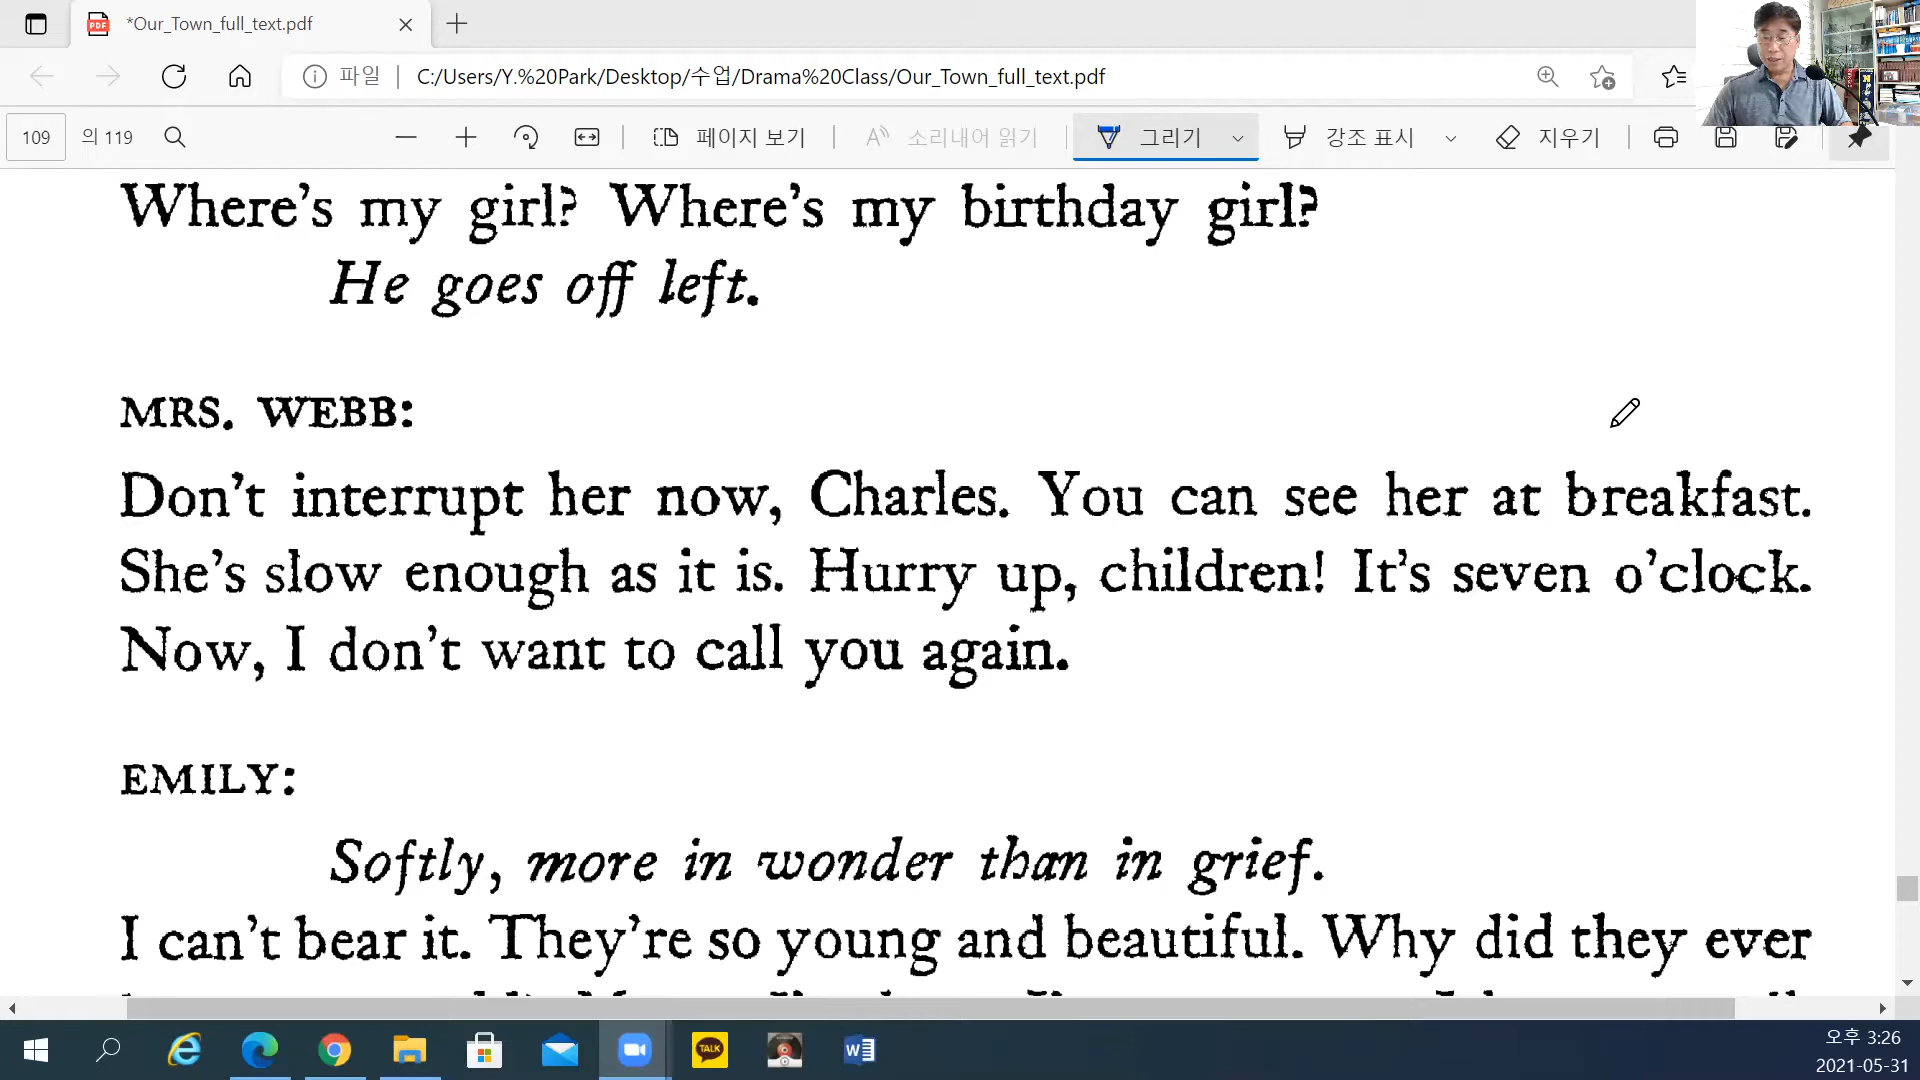 *Our_Town_full_text.pdf
파일 C:/Users/Y.%20Park/Desktop/수업/Drama%20Class/Our_Town_full_text.pdf
109 의 119 페이지 보기 소리내어 읽기 그리기 강조 표시 지우기
Where's my girl? Where's my birthday girl?
He goes off left.
MRS. WEBB:
Don't interrupt her now, Charles. You can see her at breakfast.
She's slow enough as it is. Hurry up, children! It's seven o'clock.
Now, I don't want to call you again.
EMILY:
Softly, more in wonder than in grief.
I can't bear it. They're so young and beautiful. Why did they ever
TALK
오후 3:26
2021-05-31